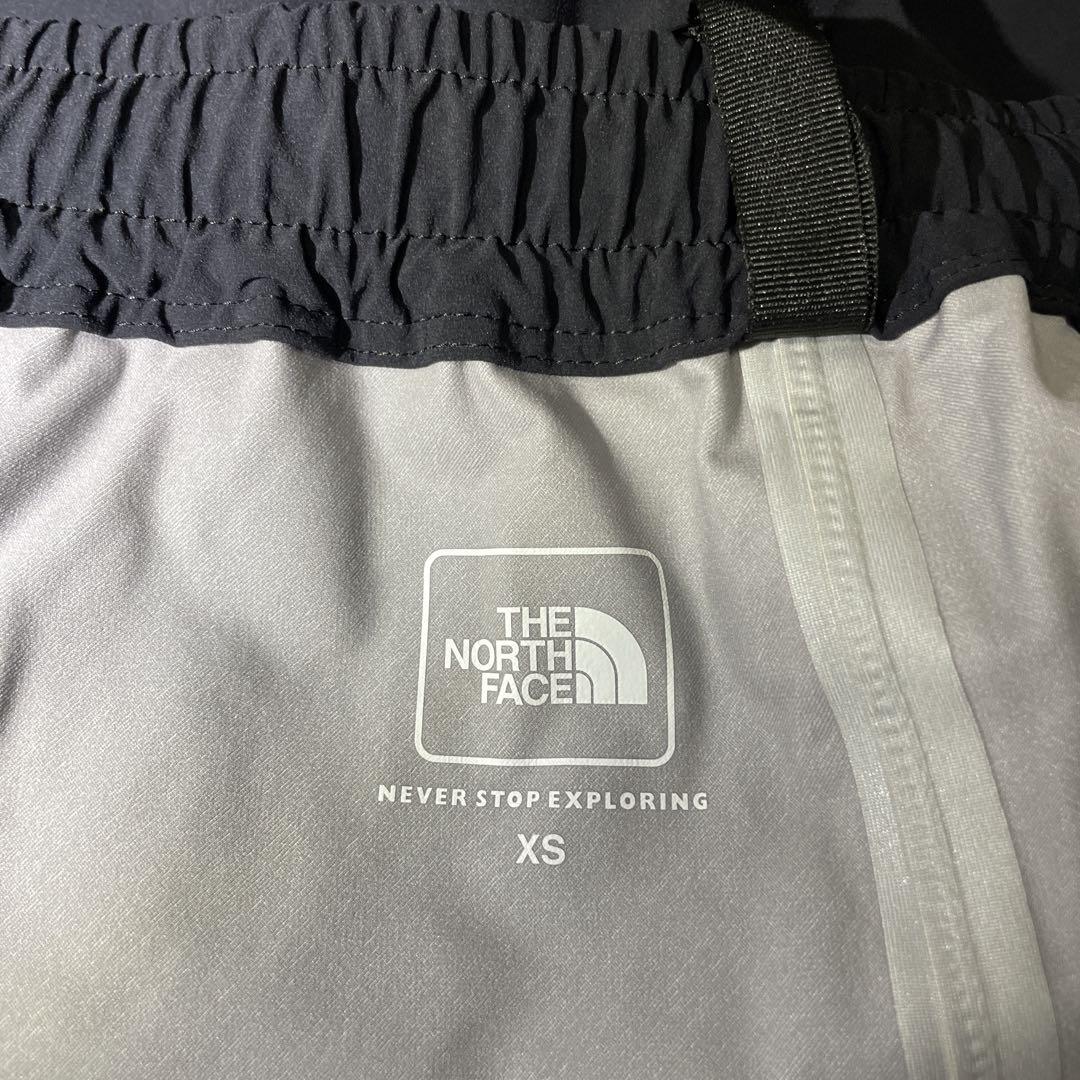 THE
NORTH
FACE
NEVER STOP EXPLORING
XS